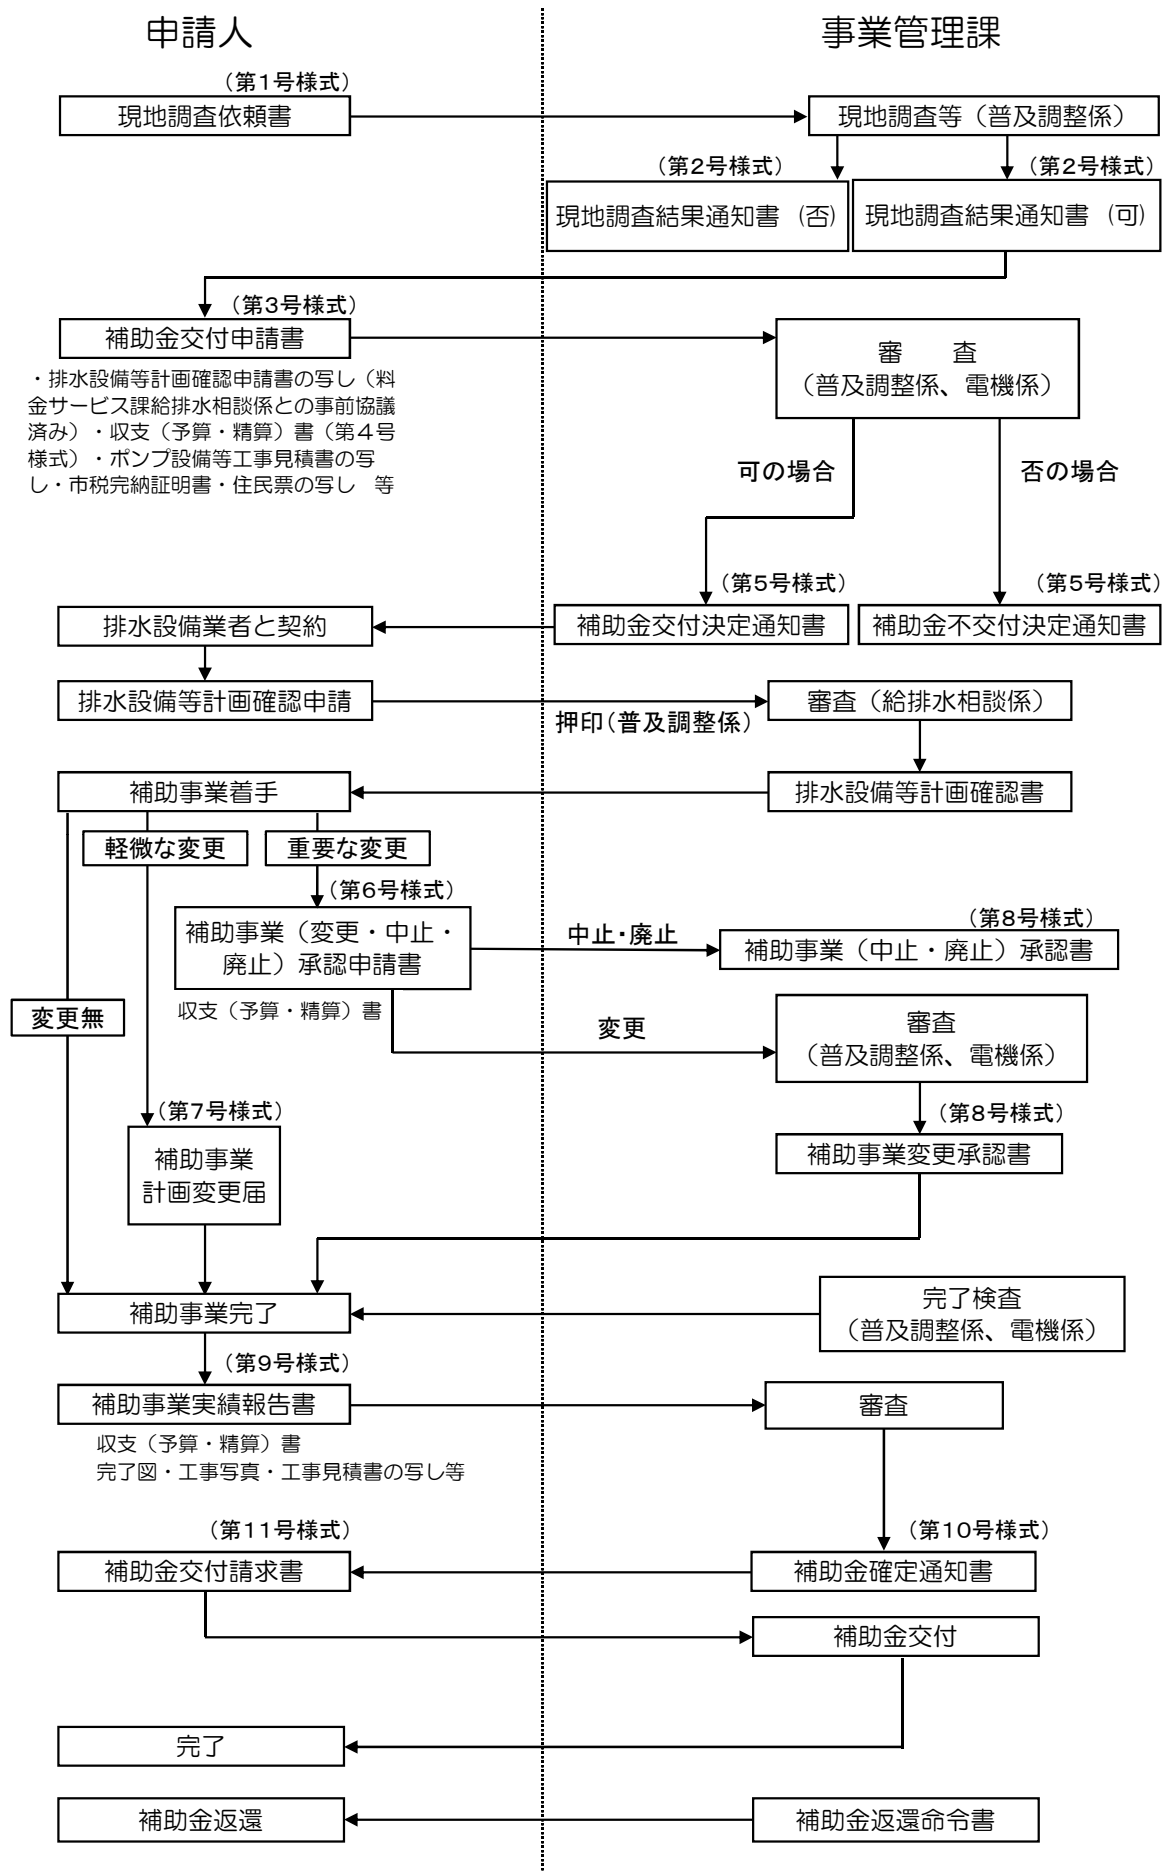 申請人
事業管理課
（第1号様式）
現地調査依頼書
現地調査等（普及調整係）
（第2号様式）
（第2号様式）
現地調査結果通知書（否）
現地調査結果通知書（可）
（第3号様式）
補助金交付申請書
・排水設備等計画確認申請書の写し（料
金サービス課給排水相談係との事前協議
済み）・収支（予算・精算）書（第４号
様式）・ポンプ設備等工事見積書の写
し・市税完納証明書・住民票の写し　等
審　　査
（普及調整係、電機係）
可の場合
否の場合
（第5号様式）
（第5号様式）
排水設備業者と契約
補助金交付決定通知書
補助金不交付決定通知書
排水設備等計画確認申請
押印（普及調整係）
審査（給排水相談係）
補助事業着手
排水設備等計画確認書
軽微な変更
重要な変更
（第6号様式）
補助事業（変更・中止・
廃止）承認申請書
収支（予算・精算）書
中止・廃止
（第8号様式）
補助事業（中止・廃止）承認書
変更無
変更
審査
（普及調整係、電機係）
（第7号様式）
補助事業
計画変更届
（第8号様式）
補助事業変更承認書
補助事業完了
完了検査
（普及調整係、電機係）
（第9号様式）
補助事業実績報告書
審査
収支（予算・精算）書
完了図・工事写真・工事見積書の写し等
（第11号様式）
（第10号様式）
補助金交付請求書
補助金確定通知書
補助金交付
完了
補助金返還
補助金返還命令書